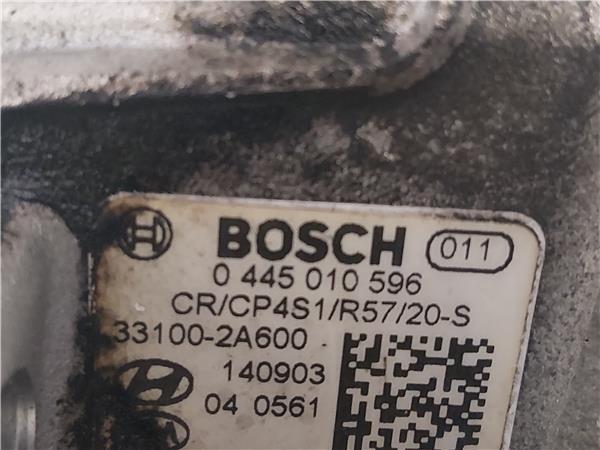 BOSCH 011
0 445 010 596
CR/CP4S1/R57/20-S
33100-2A600
140903
04 0561